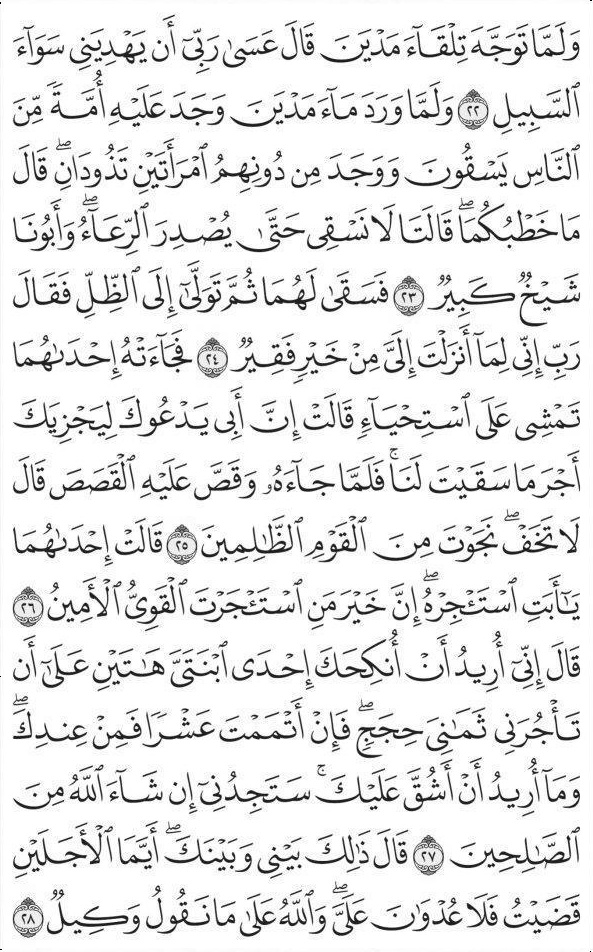 وَلَمَّا تَوَجَّهَ تِلْقَآءَ مَدْيَنَ قَالَ عَسَىٰ رَبِّىٓ أَن يَهْدِيَنِى سَوَآءَ
ٱلسَّبِيلِ ٢٢ وَلَمَّا وَرَدَ مَآءَ مَدْيَنَ وَجَدَ عَلَيْهِ أُمَّةً مِّنَ
ٱلنَّاسِ يَسْقُونَ وَوَجَدَ مِن دُونِهِمُ ٱمْرَأَتَيْنِ تَذُودَانِ ۖ قَالَ
مَا خَطْبُكُمَا ۖ قَالَتَا لَا نَسْقِى حَتَّىٰ يُصْدِرَ ٱلرِّعَآءُ ۖ وَأَبُونَا
شَيْخٌ كَبِيرٌ ٢٣ فَسَقَىٰ لَهُمَا ثُمَّ تَوَلَّىٰٓ إِلَى ٱلظِّلِّ فَقَالَ
رَبِّ إِنِّى لِمَآ أَنزَلْتَ إِلَىَّ مِنْ خَيْرٍ فَقِيرٌ ٢٤ فَجَآءَتْهُ إِحْدَىٰهُمَا
تَمْشِى عَلَى ٱسْتِحْيَآءٍ قَالَتْ إِنَّ أَبِى يَدْعُوكَ لِيَجْزِيَكَ
أَجْرَ مَا سَقَيْتَ لَنَا ۚ فَلَمَّا جَآءَهُۥ وَقَصَّ عَلَيْهِ ٱلْقَصَصَ قَالَ
لَا تَخَفْ ۖ نَجَوْتَ مِنَ ٱلْقَوْمِ ٱلظَّٰلِمِينَ ٢٥ قَالَتْ إِحْدَىٰهُمَا
يَٰٓأَبَتِ ٱسْتَـْٔجِرْهُ ۖ إِنَّ خَيْرَ مَنِ ٱسْتَـْٔجَرْتَ ٱلْقَوِىُّ ٱلْأَمِينُ ٢٦
قَالَ إِنِّىٓ أُرِيدُ أَنْ أُنكِحَكَ إِحْدَى ٱبْنَتَىَّ هَٰتَيْنِ عَلَىٰٓ أَن
تَأْجُرَنِى ثَمَٰنِىَ حِجَجٍ ۖ فَإِنْ أَتْمَمْتَ عَشْرًا فَمِنْ عِندِكَ ۖ
وَمَآ أُرِيدُ أَنْ أَشُقَّ عَلَيْكَ ۚ سَتَجِدُنِىٓ إِن شَآءَ ٱللَّهُ مِنَ
ٱلصَّٰلِحِينَ ٢٧ قَالَ ذَٰلِكَ بَيْنِى وَبَيْنَكَ ۖ أَيَّمَا ٱلْأَجَلَيْنِ
قَضَيْتُ فَلَا عُدْوَٰنَ عَلَىَّ ۖ وَٱللَّهُ عَلَىٰ مَا نَقُولُ وَكِيلٌ ٢٨